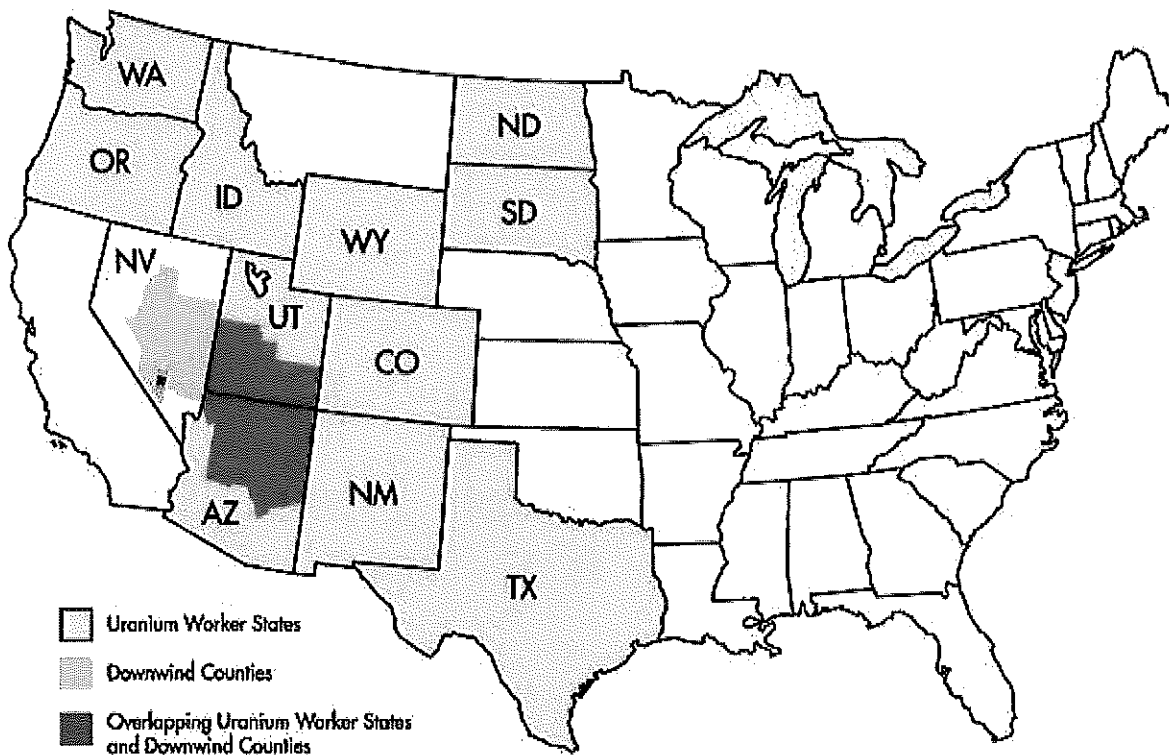 WA
ND
OR
ID
SD
WY
NV
UT
CO
AZ
NM
TX
Uranium Worker States
Downwind Counties
Overlapping Uranium Worker States
and Downwind Counties